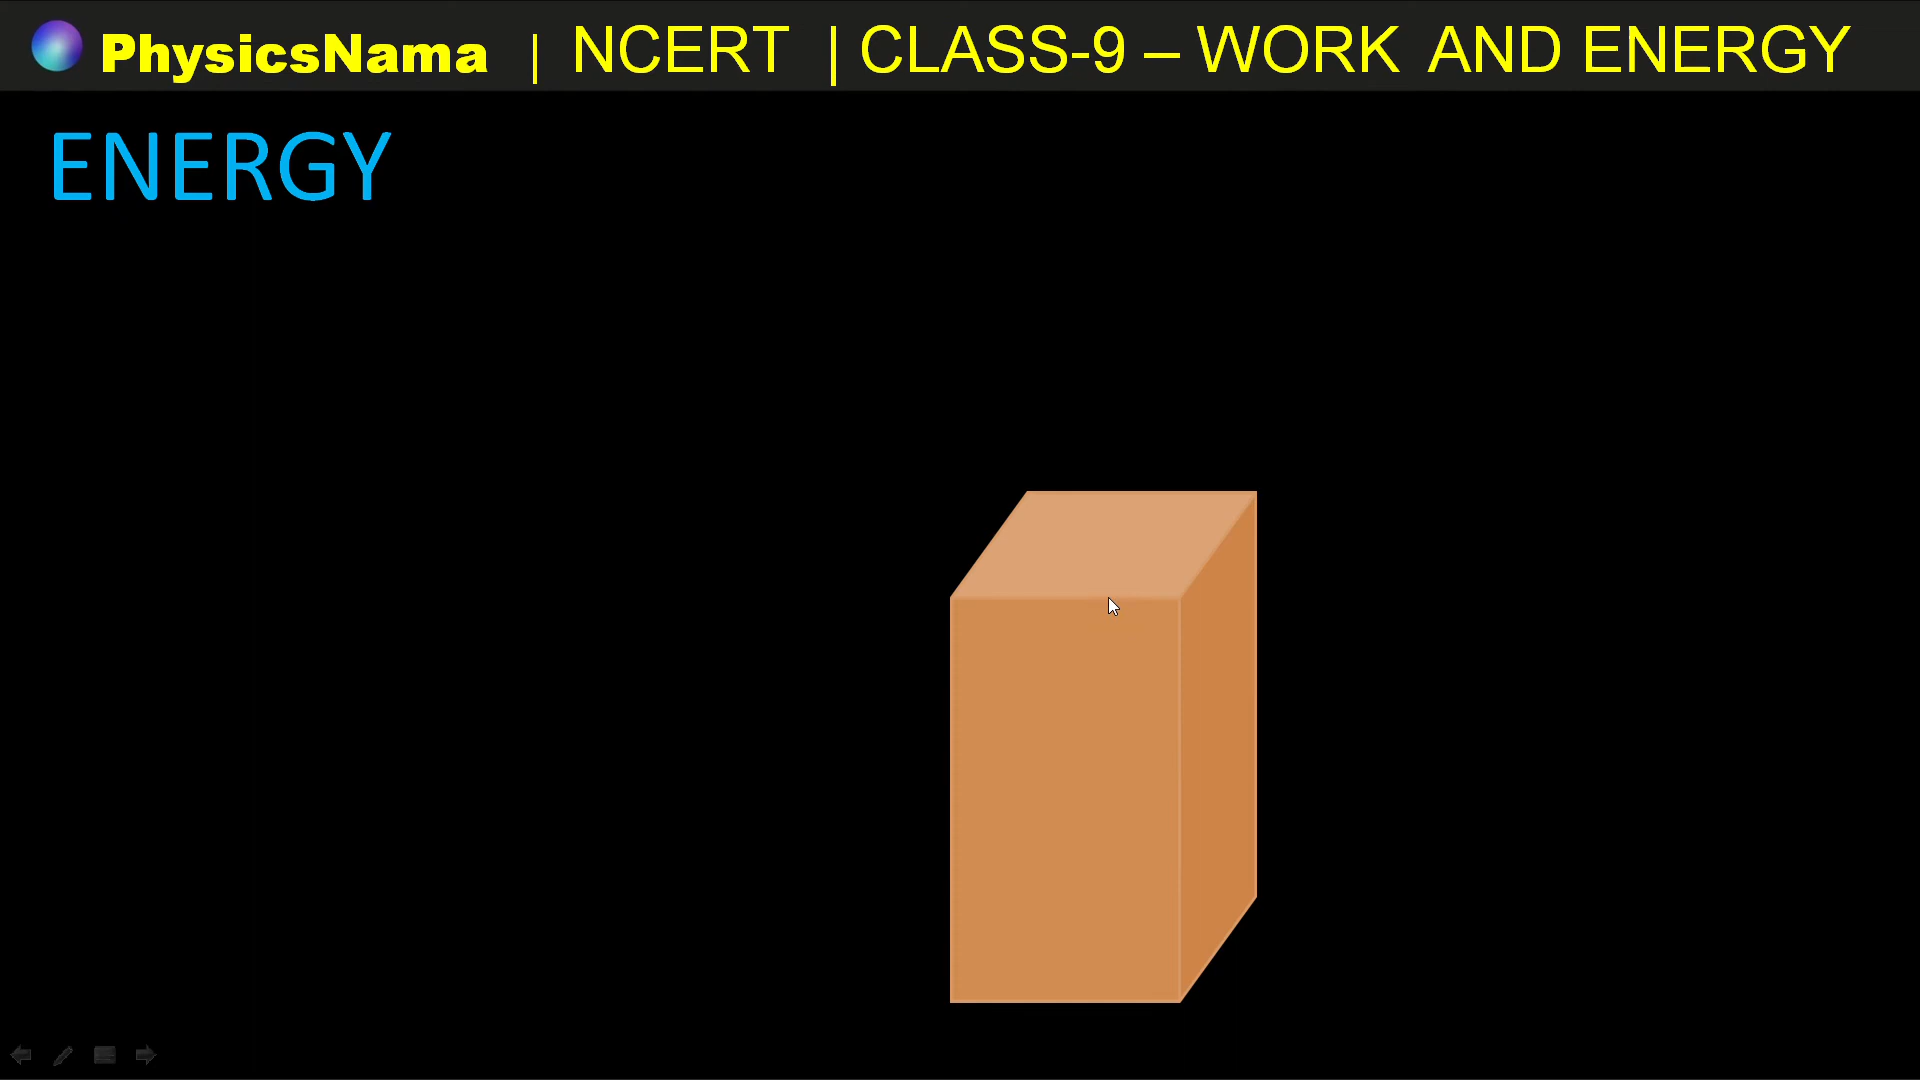 PhysicsNama | NCERT | CLASS-9 – WORK AND ENERGY
ENERGY